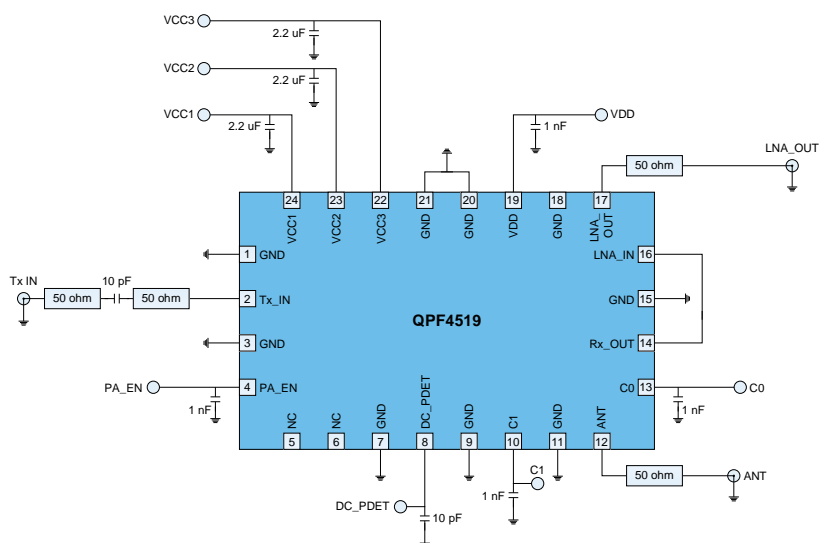 VCC3
2.2 uF
VCC2
2.2 uF
VCC1
2.2 uF
1 nF
VDD
LNA_OUT
50 ohm
24
23
22
21
20
19
18
17
VCC1
VCC2
VCC3
GND
GND
VDD
GND
LNA_
OUT
1
GND
LNA_IN
16
Tx IN
10 pF
50 ohm
50 ohm
2
Tx_IN
GND
15
QPF4519
3
GND
Rx_OUT
14
PA_EN
4
PA_EN
C0
13
C0
1 nF
1 nF
NC
NC
GND
DC_PDET
GND
C1
GND
ANT
5
6
7
8
9
10
11
12
C1
50 ohm
ANT
1 nF
DC_PDET
10 pF